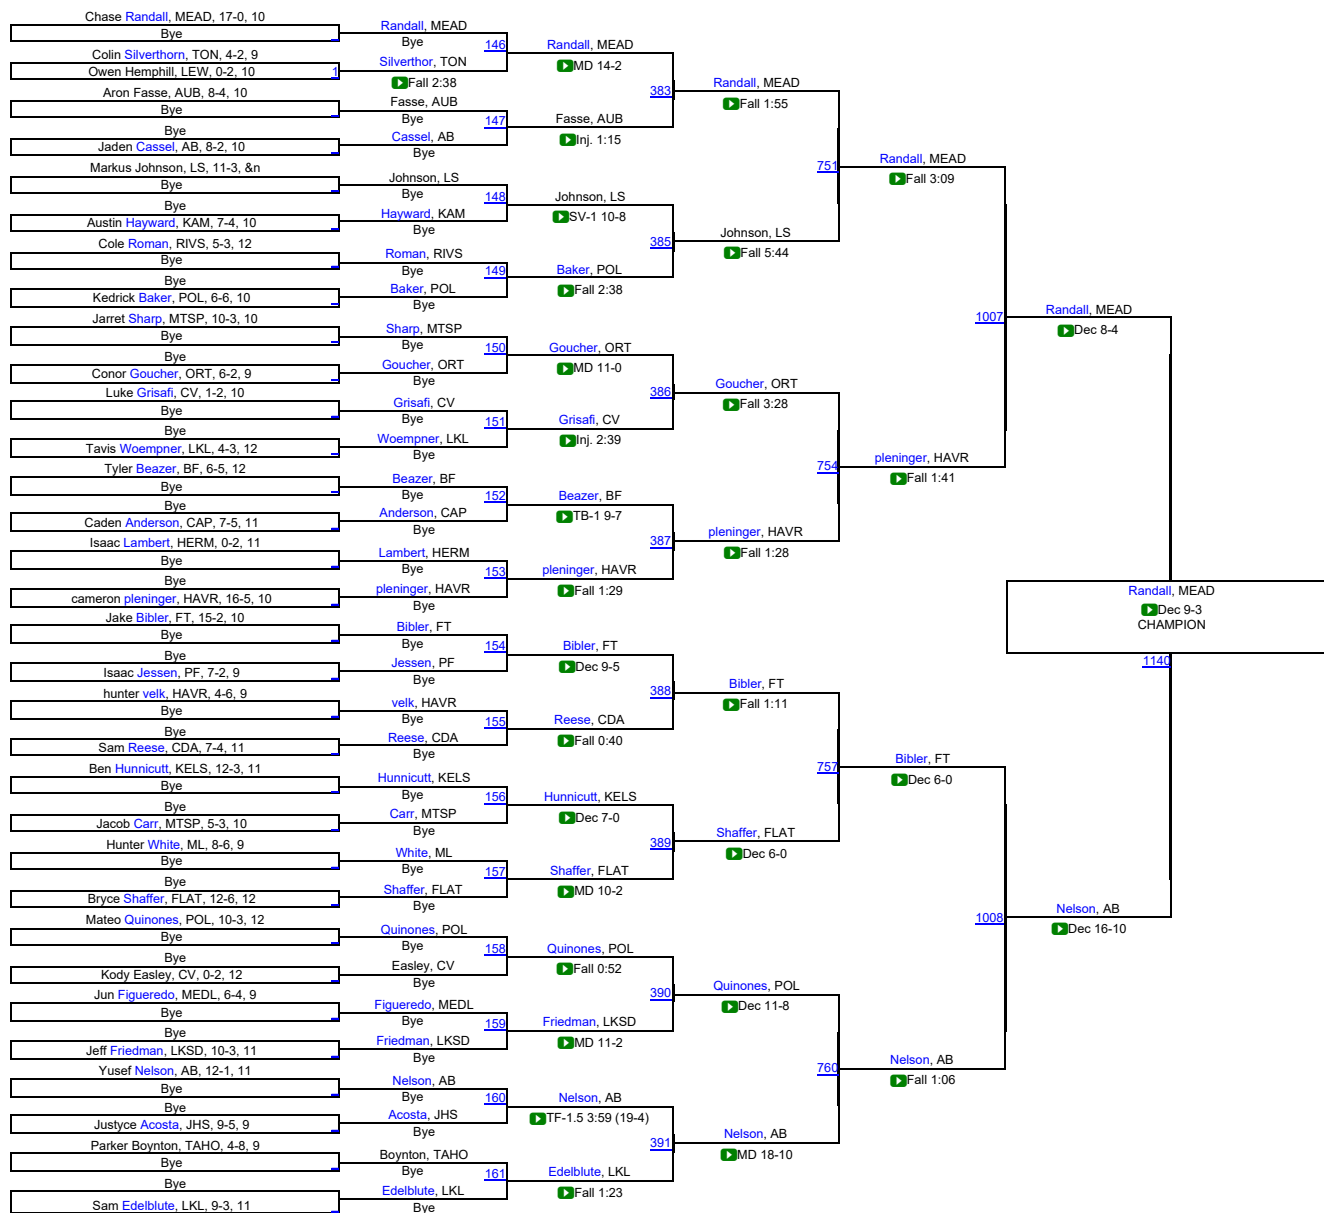 Chase Randall, MEAD, 17-0, 10
Bye
Colin Silverthorn, TON, 4-2, 9
Owen Hemphill, LEW, 0-2, 10
1
Aron Fasse, AUB, 8-4, 10
Bye
Bye
Jaden Cassel, AB, 8-2, 10
Markus Johnson, LS, 11-3, &n
Bye
Bye
Austin Hayward, KAM, 7-4, 10
Cole Roman, RIVS, 5-3, 12
Bye
Bye
Kedrick Baker, POL, 6-6, 10
Jarret Sharp, MTSP, 10-3, 10
Bye
Bye
Conor Goucher, ORT, 6-2, 9
Luke Grisafi, CV, 1-2, 10
Bye
Bye
Tavis Woempner, LKL, 4-3, 12
Tyler Beazer, BF, 6-5, 12
Bye
Bye
Caden Anderson, CAP, 7-5, 11
Isaac Lambert, HERM, 0-2, 11
Bye
Bye
cameron pleninger, HAVR, 16-5, 10
Jake Bibler, FT, 15-2, 10
Bye
Bye
Isaac Jessen, PF, 7-2, 9
hunter velk, HAVR, 4-6, 9
Bye
Bye
Sam Reese, CDA, 7-4, 11
Ben Hunnicutt, KELS, 12-3, 11
Bye
Bye
Jacob Carr, MTSP, 5-3, 10
Hunter White, ML, 8-6, 9
Bye
Bye
Bryce Shaffer, FLAT, 12-6, 12
Mateo Quinones, POL, 10-3, 12
Bye
Bye
Kody Easley, CV, 0-2, 12
Jun Figueredo, MEDL, 6-4, 9
Bye
Bye
Jeff Friedman, LKSD, 10-3, 11
Yusef Nelson, AB, 12-1, 11
Bye
Bye
Justyce Acosta, JHS, 9-5, 9
Parker Boynton, TAHO, 4-8, 9
Bye
Bye
Sam Edelblute, LKL, 9-3, 11
Randall, MEAD
Bye
146
Silverthor, TON
Fall 2:38
Fasse, AUB
Bye
147
Cassel, AB
Bye
Johnson, LS
Bye
148
Hayward, KAM
Bye
Roman, RIVS
Bye
149
Baker, POL
Bye
Sharp, MTSP
Bye
150
Goucher, ORT
Bye
Grisafi, CV
Bye
151
Woempner, LKL
Bye
Beazer, BF
Bye
152
Anderson, CAP
Bye
Lambert, HERM
Bye
153
pleninger, HAVR
Bye
Bibler, FT
Bye
154
Jessen, PF
Bye
velk, HAVR
Bye
155
Reese, CDA
Bye
Hunnicutt, KELS
Bye
156
Carr, MTSP
Bye
White, ML
Bye
157
Shaffer, FLAT
Bye
Quinones, POL
Bye
158
Easley, CV
Bye
Figueredo, MEDL
Bye
159
Friedman, LKSD
Bye
Nelson, AB
Bye
160
Acosta, JHS
Bye
Boynton, TAHO
Bye
161
Edelblute, LKL
Bye
Randall, MEAD
MD 14-2
383
Fasse, AUB
Inj. 1:15
Johnson, LS
SV-1 10-8
385
Baker, POL
Fall 2:38
Goucher, ORT
MD 11-0
386
Grisafi, CV
Inj. 2:39
Beazer, BF
TB-1 9-7
387
pleninger, HAVR
Fall 1:29
Bibler, FT
Dec 9-5
388
Reese, CDA
Fall 0:40
Hunnicutt, KELS
Dec 7-0
389
Shaffer, FLAT
MD 10-2
Quinones, POL
Fall 0:52
390
Friedman, LKSD
MD 11-2
Nelson, AB
TF-1.5 3:59 (19-4)
391
Edelblute, LKL
Fall 1:23
Randall, MEAD
Fall 1:55
751
Johnson, LS
Fall 5:44
Goucher, ORT
Fall 3:28
754
pleninger, HAVR
Fall 1:28
Bibler, FT
Fall 1:11
757
Shaffer, FLAT
Dec 6-0
Quinones, POL
Dec 11-8
760
Nelson, AB
MD 18-10
Randall, MEAD
Fall 3:09
1007
pleninger, HAVR
Fall 1:41
Bibler, FT
Dec 6-0
1008
Nelson, AB
Fall 1:06
Randall, MEAD
Dec 8-4
Nelson, AB
Dec 16-10
Randall, MEAD
Dec 9-3
CHAMPION
1140